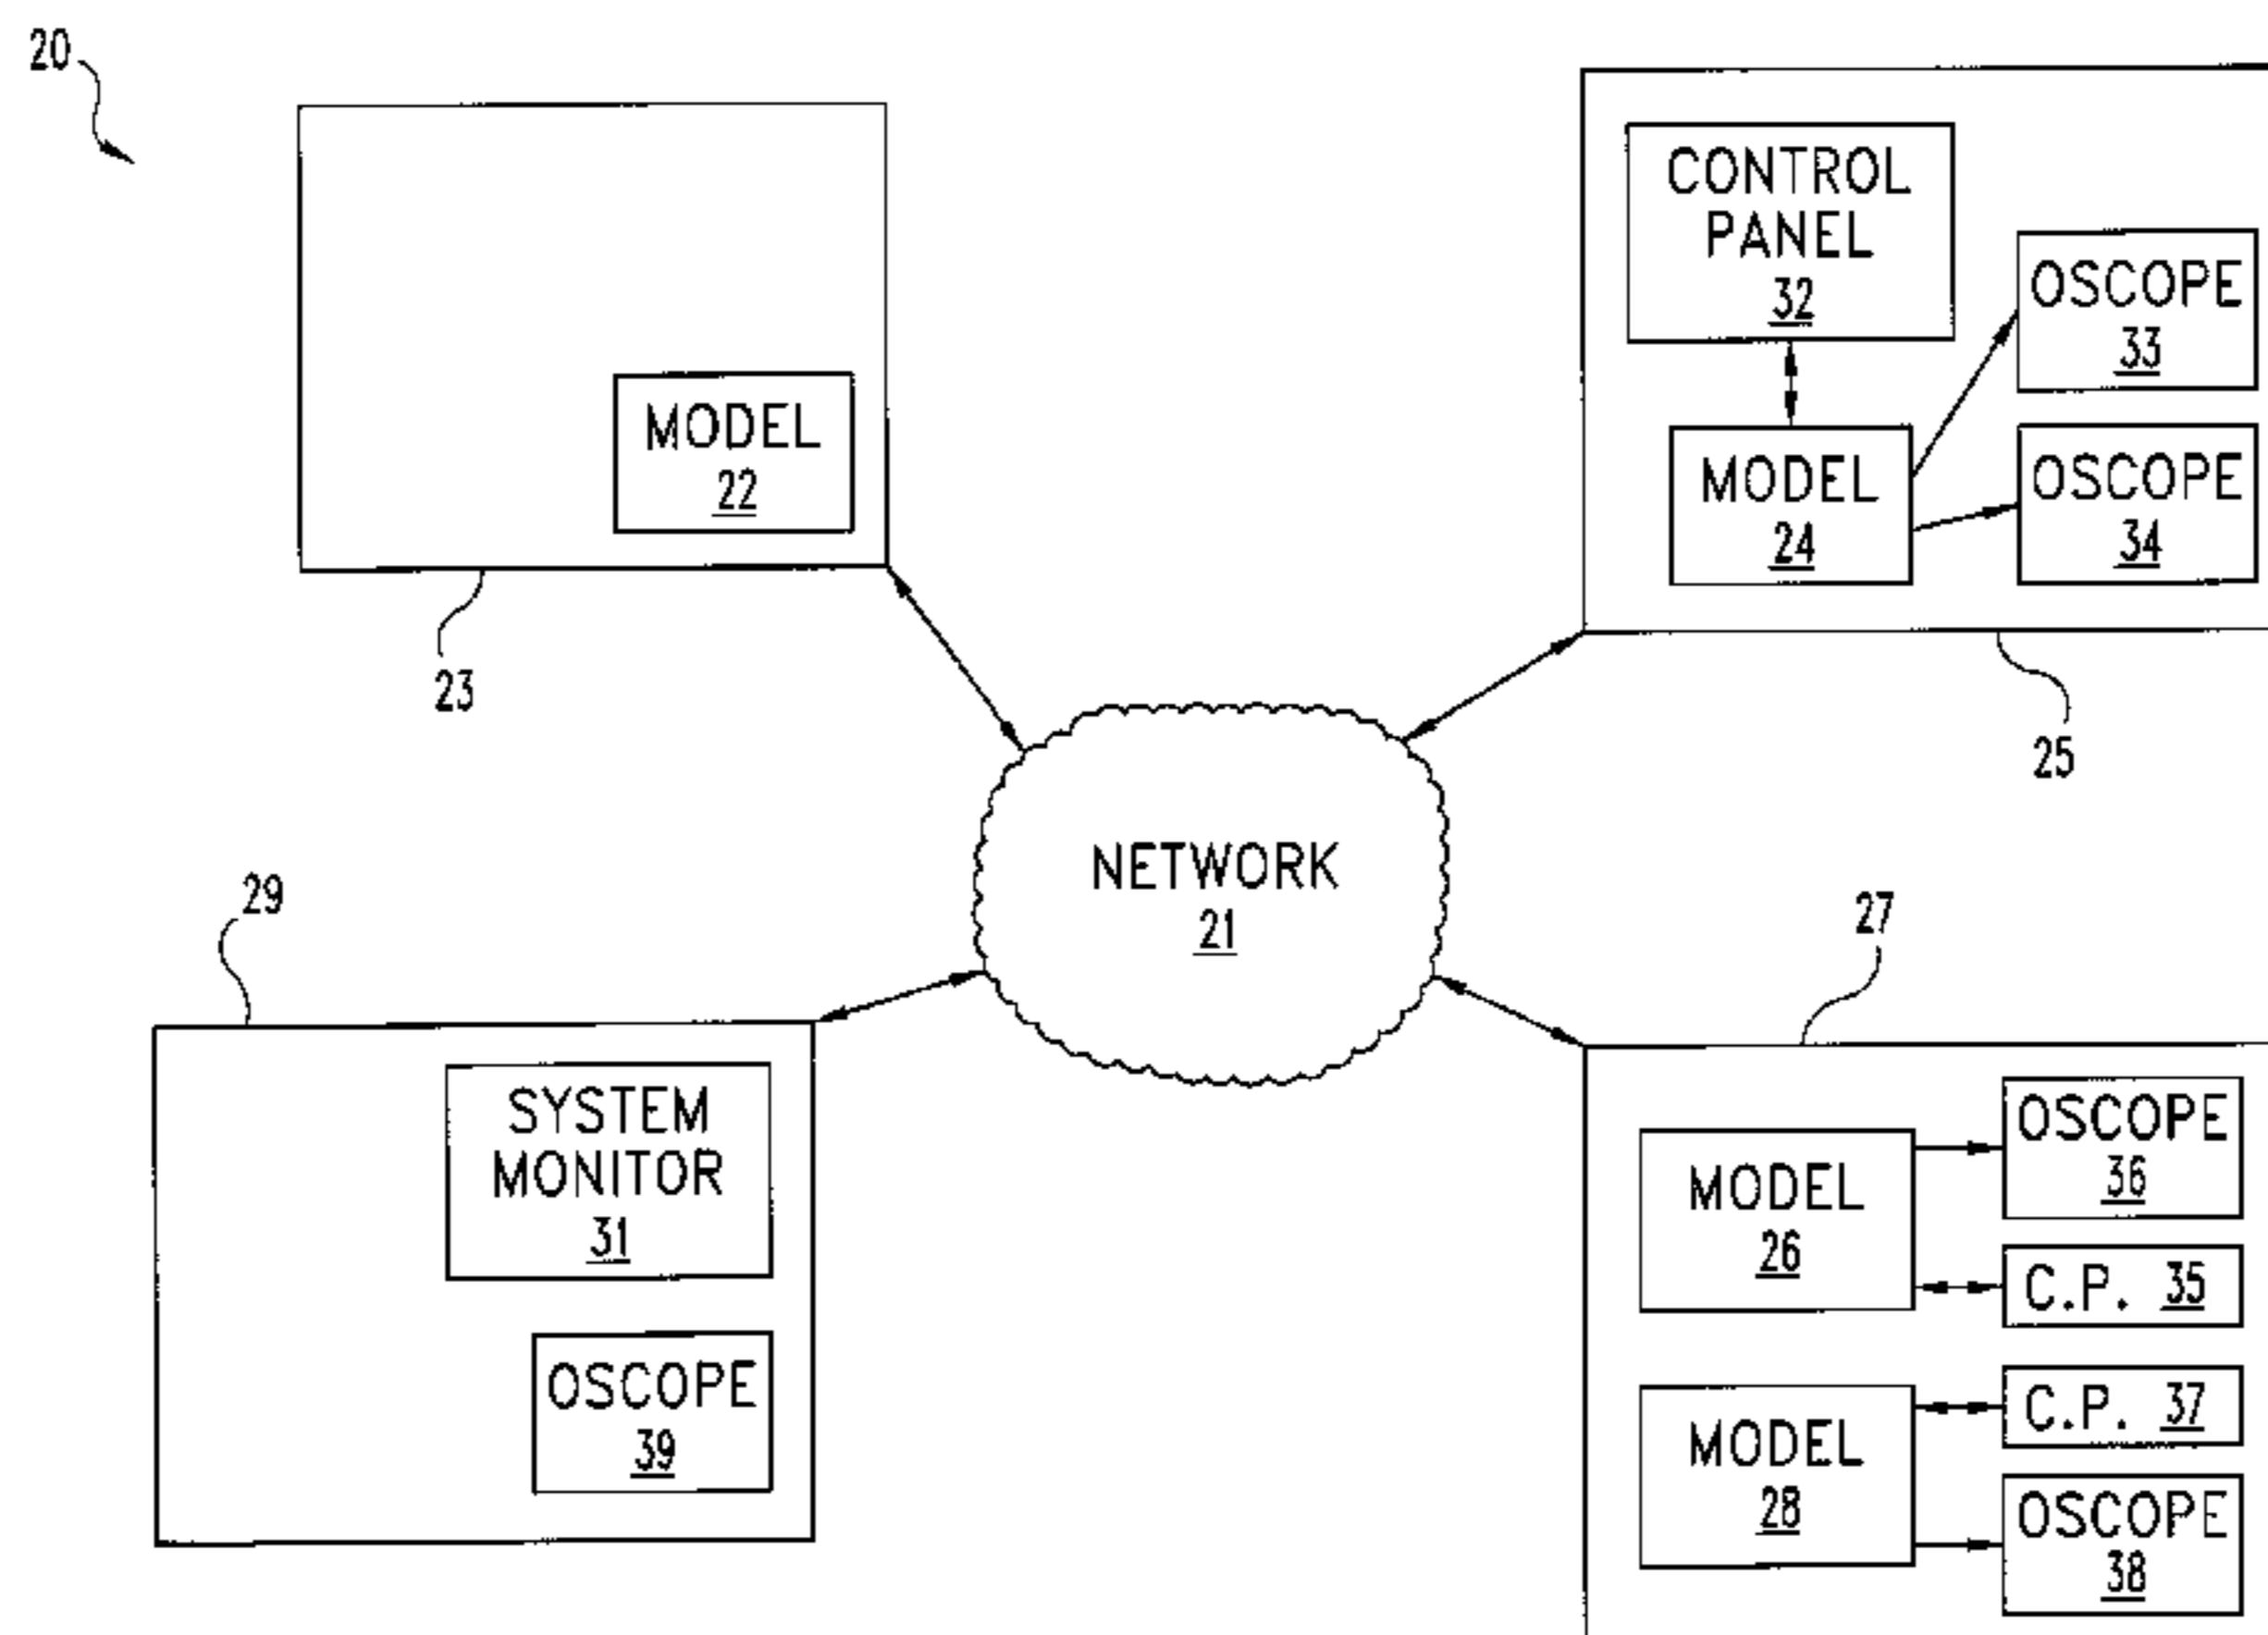 20
MODEL
22
23
CONTROL
PANEL
32
OSCOPE
33
MODEL
24
OSCOPE
34
25
NETWORK
21
29
SYSTEM
MONITOR
31
OSCOPE
39
27
MODEL
26
OSCOPE
36
C.P. 35
MODEL
28
C.P. 37
OSCOPE
38